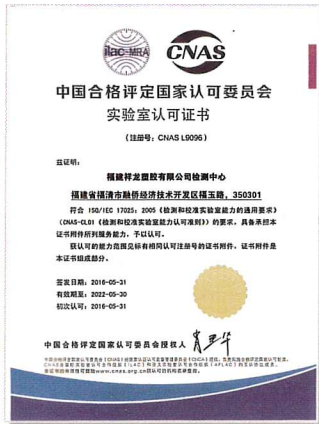 ilac-MRA
CNAS
中国合格评定国家认可委员会
实验室认可证书
（注册号：CNAS L9096）
兹证明：
福建祥龙塑胶有限公司检测中心
福建省福清市融侨经济技术开发区福玉路，350301
符合 ISO/IEC 17025：2005《检测和校准实验室能力的通用要求》
（CNAS-CL01《检测和校准实验室能力认可准则》）的要求，具备承担本
证书附件所列服务能力，予以认可。
获认可的能力范围见标有相同认可注册号的证书附件，证书附件是
本证书组成部分。
签发日期：2016-05-31
有效期至：2022-05-30
初次认可：2016-05-31
中国合格评定国家认可委员会授权人